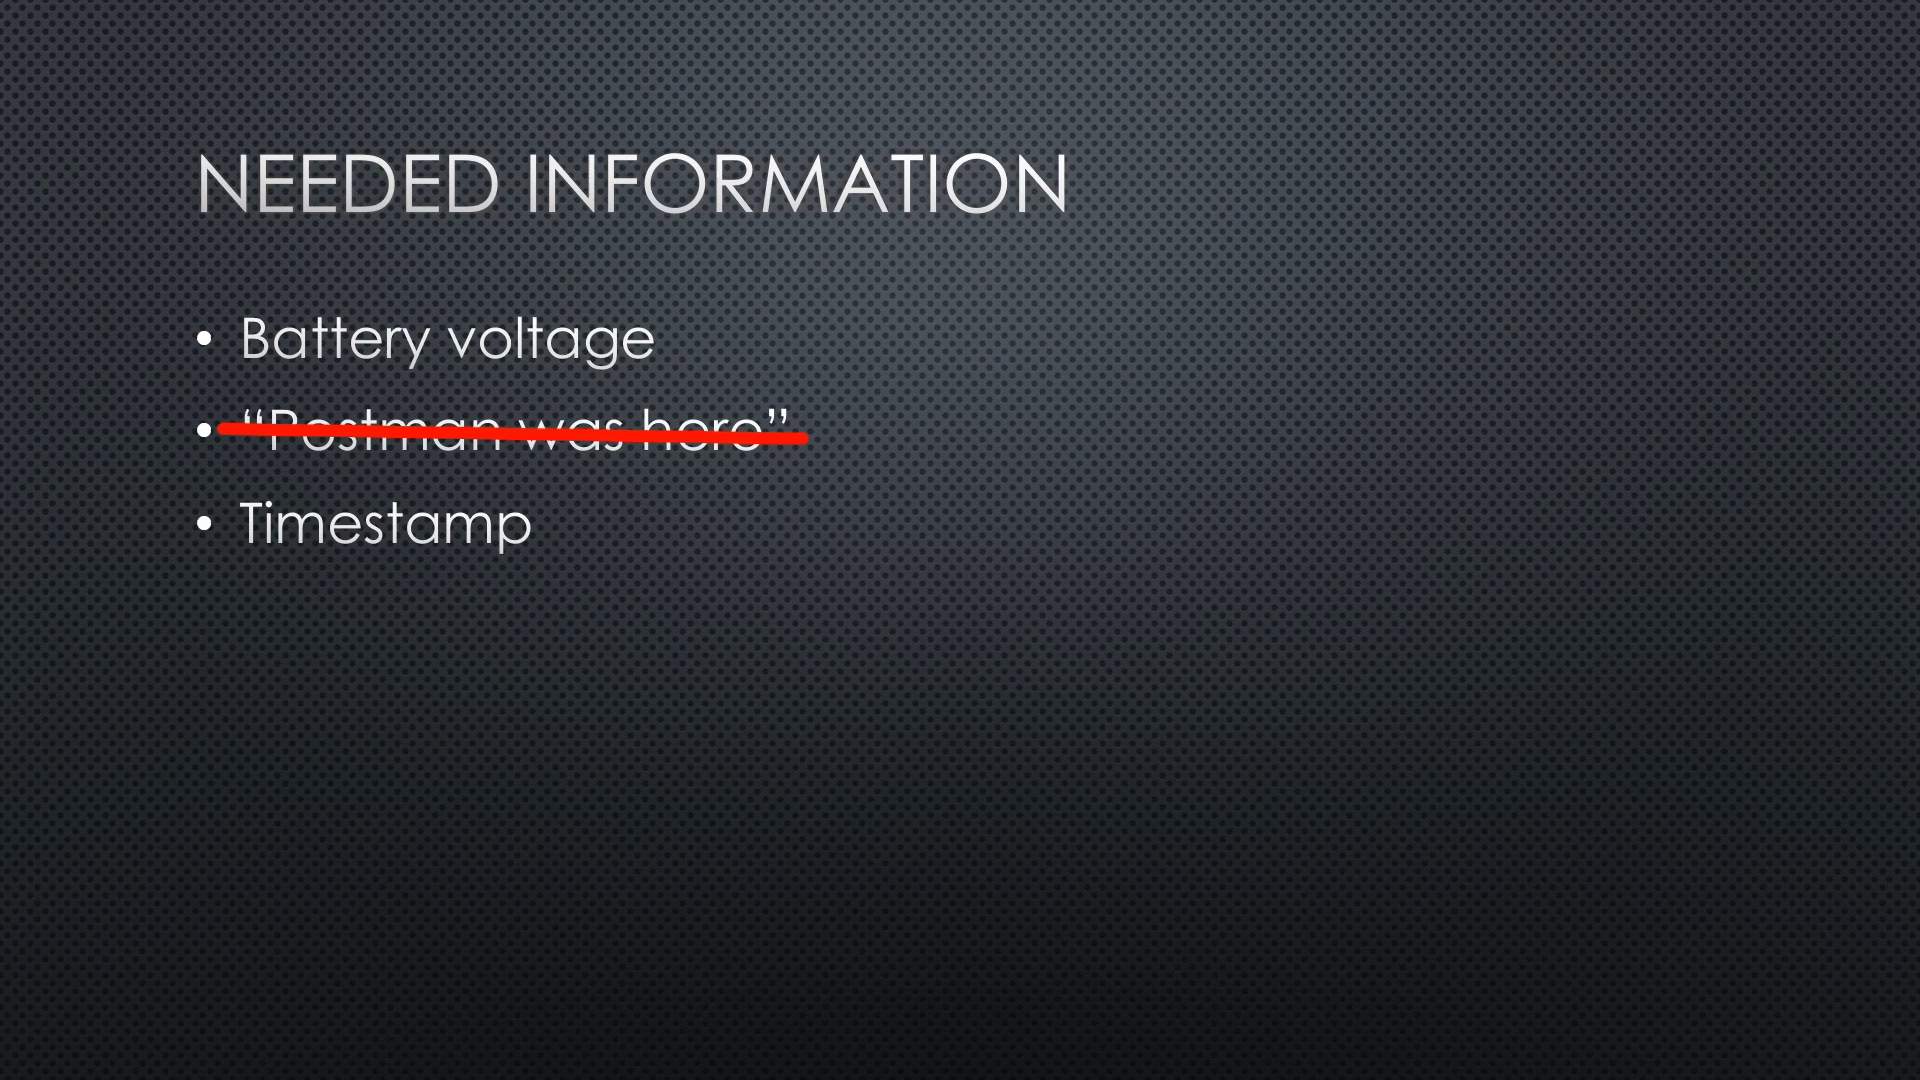 NEEDED INFORMATION
• Battery voltage
• “Postman was here”
• Timestamp